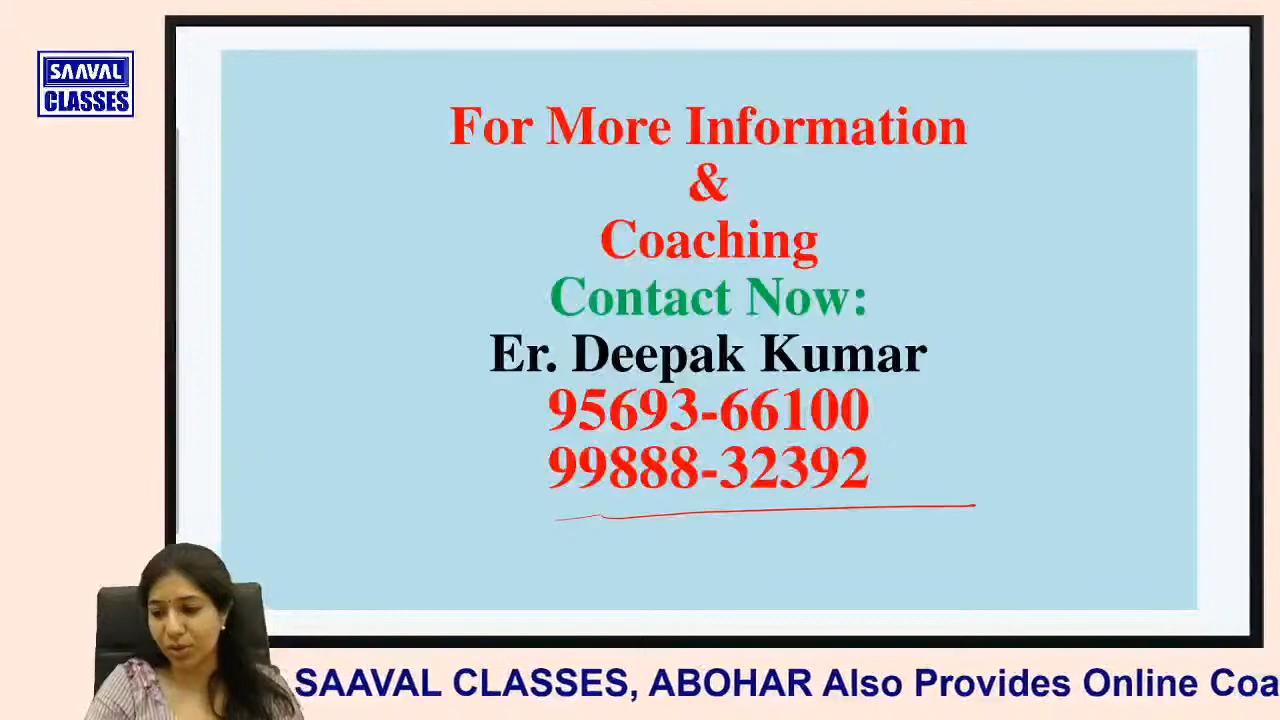 SAAVAL
CLASSES
For More Information
&
Coaching
Contact Now:
Er. Deepak Kumar
95693-66100
99888-32392
SAAVAL CLASSES, ABOHAR Also Provides Online Coa